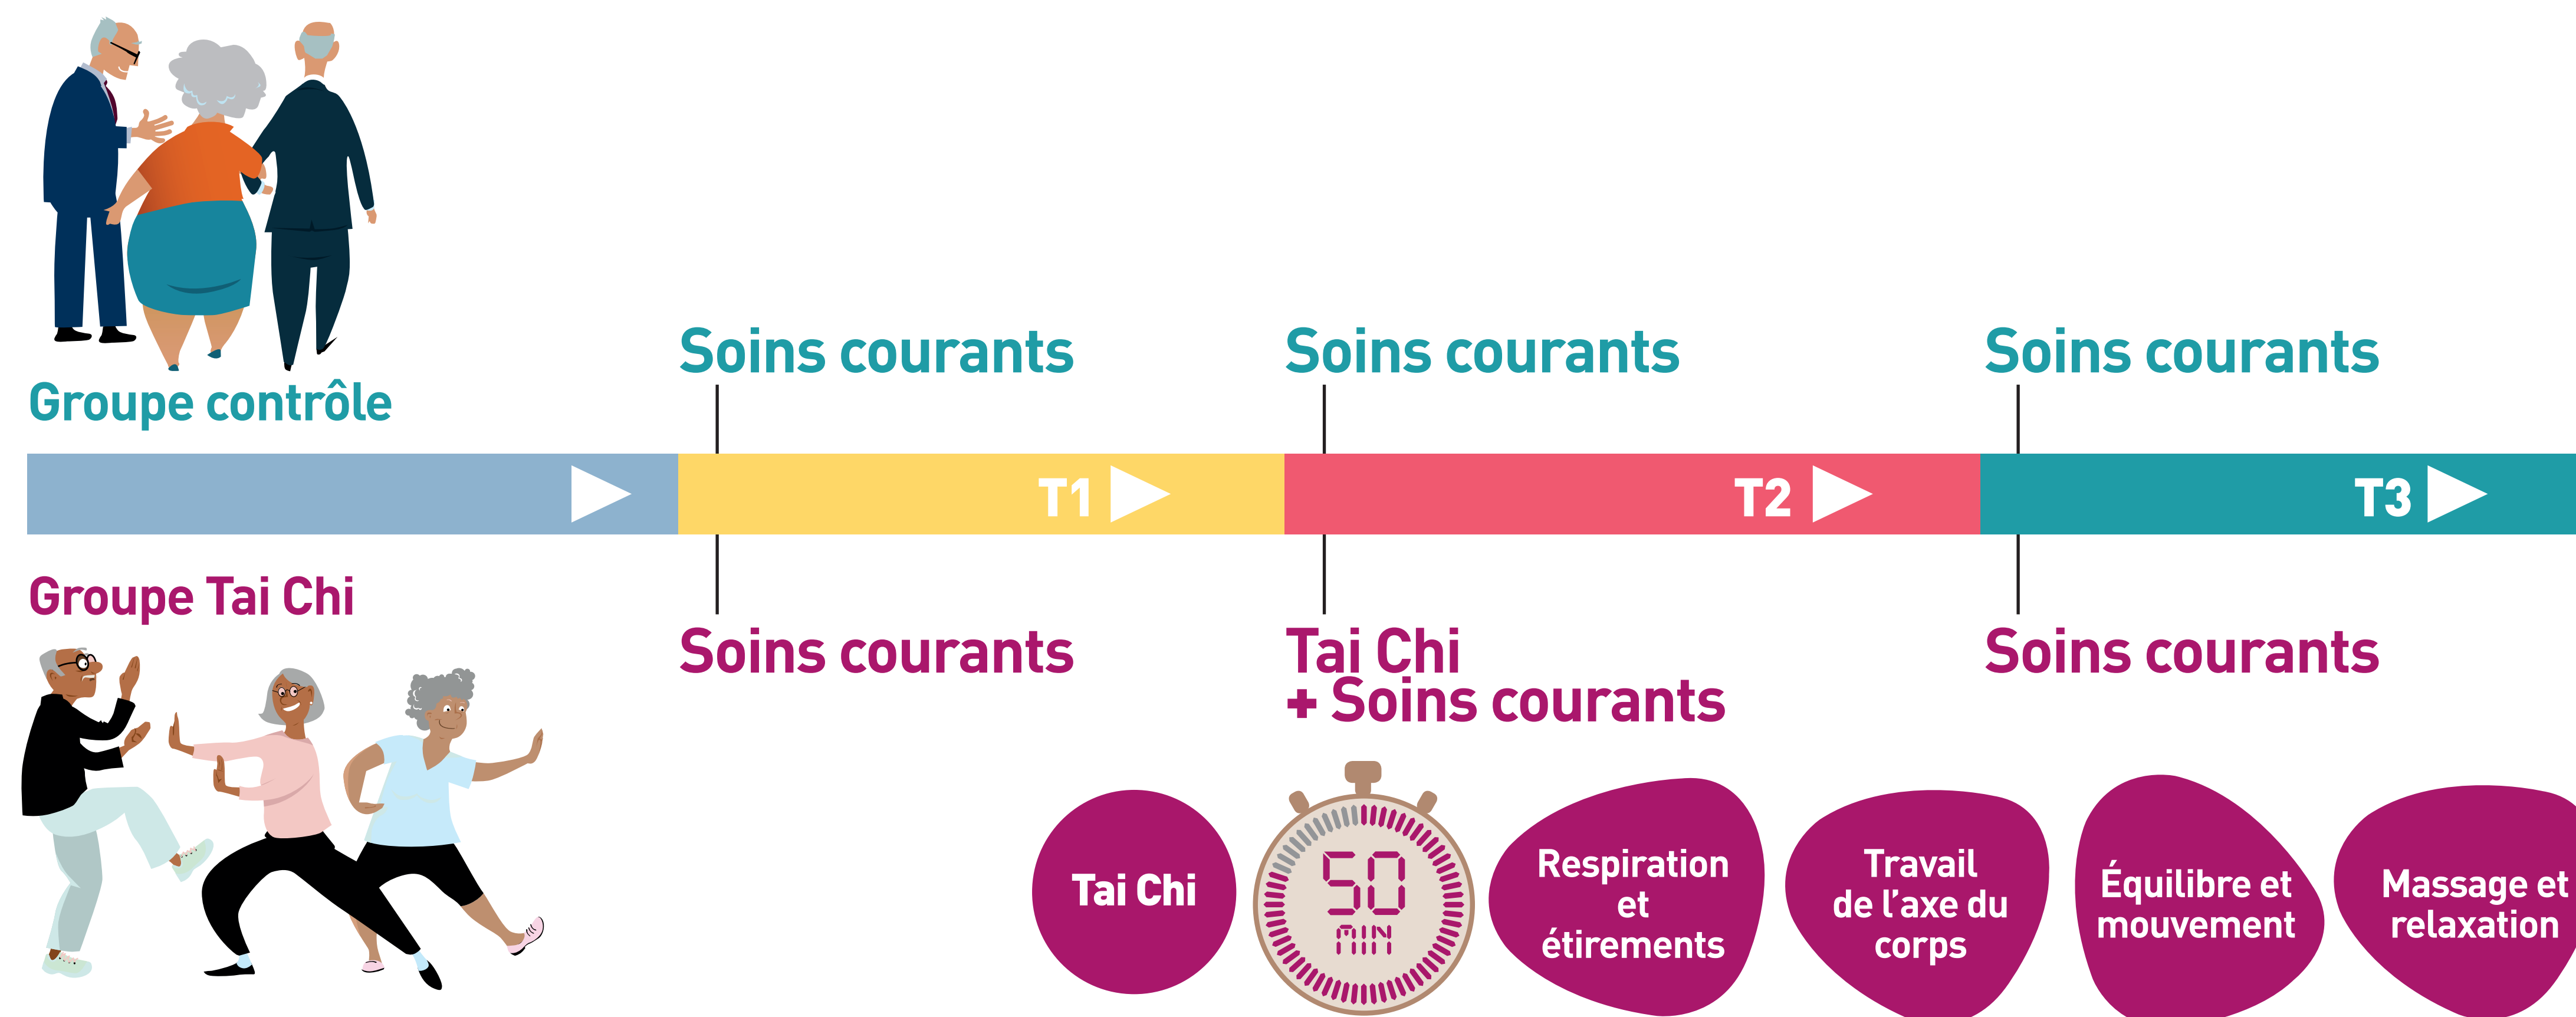 Soins courants
Soins courants
Soins courants
Groupe contrôle
T1
T2
T3
Groupe Tai Chi
Soins courants
Tai Chi
+ Soins courants
Soins courants
Tai Chi
50
MIN
Respiration
et
étirements
Travail
de l’axe du
corps
Équilibre et
mouvement
Massage et
relaxation